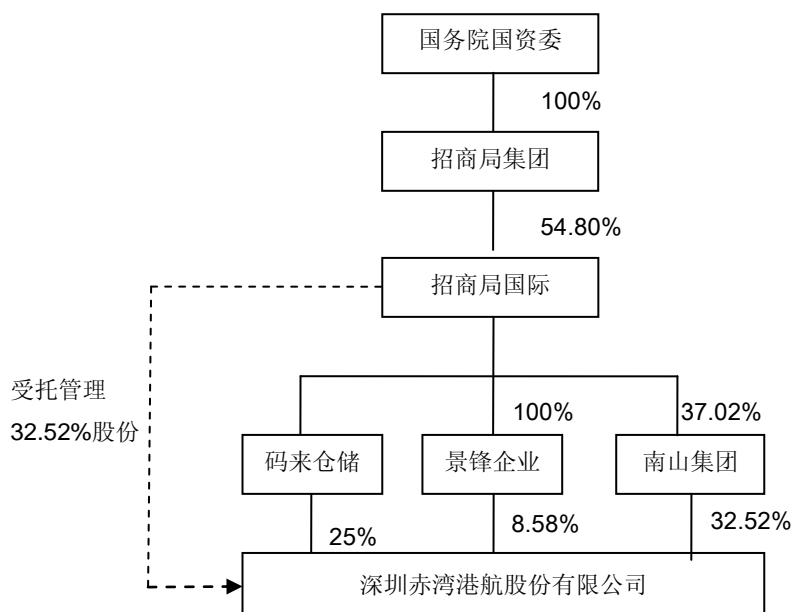 国务院国资委
100%
招商局集团
54.80%
招商局国际
受托管理
32.52%股份
100%
37.02%
码来仓储
景锋企业
南山集团
25%
8.58%
32.52%
深圳赤湾港航股份有限公司